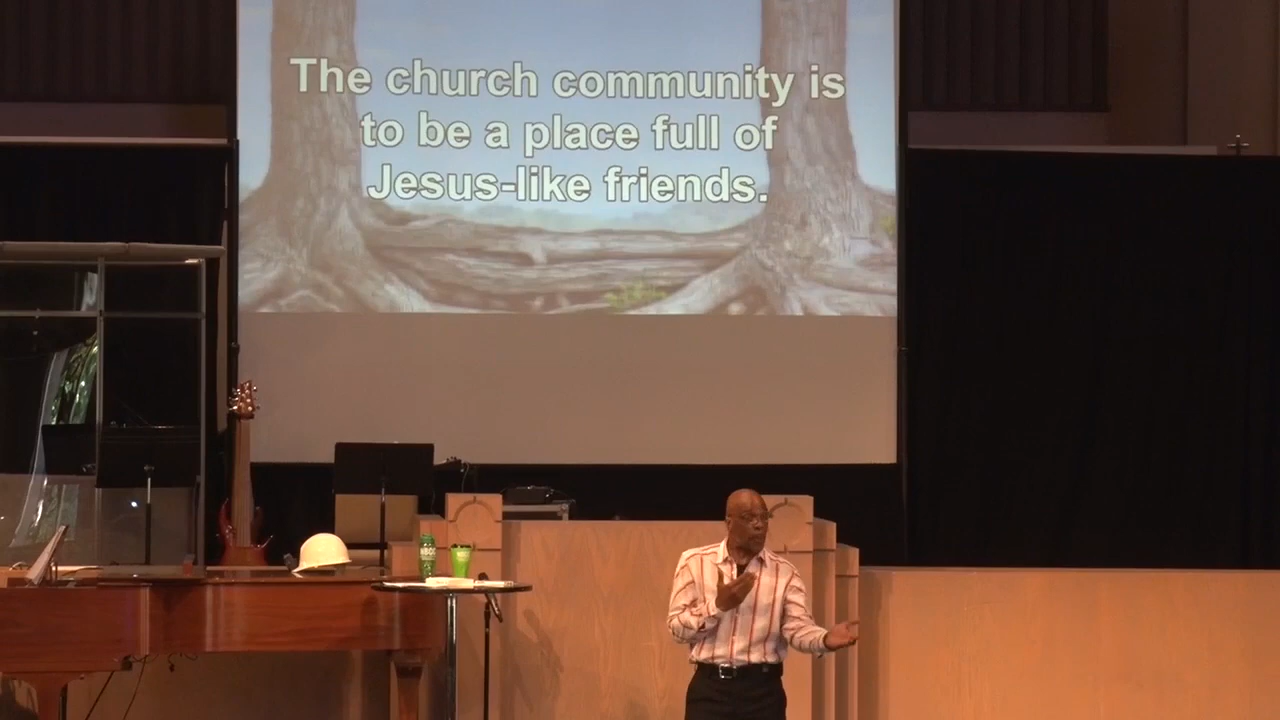 The church community is
to be a place full of
Jesus-like friends.